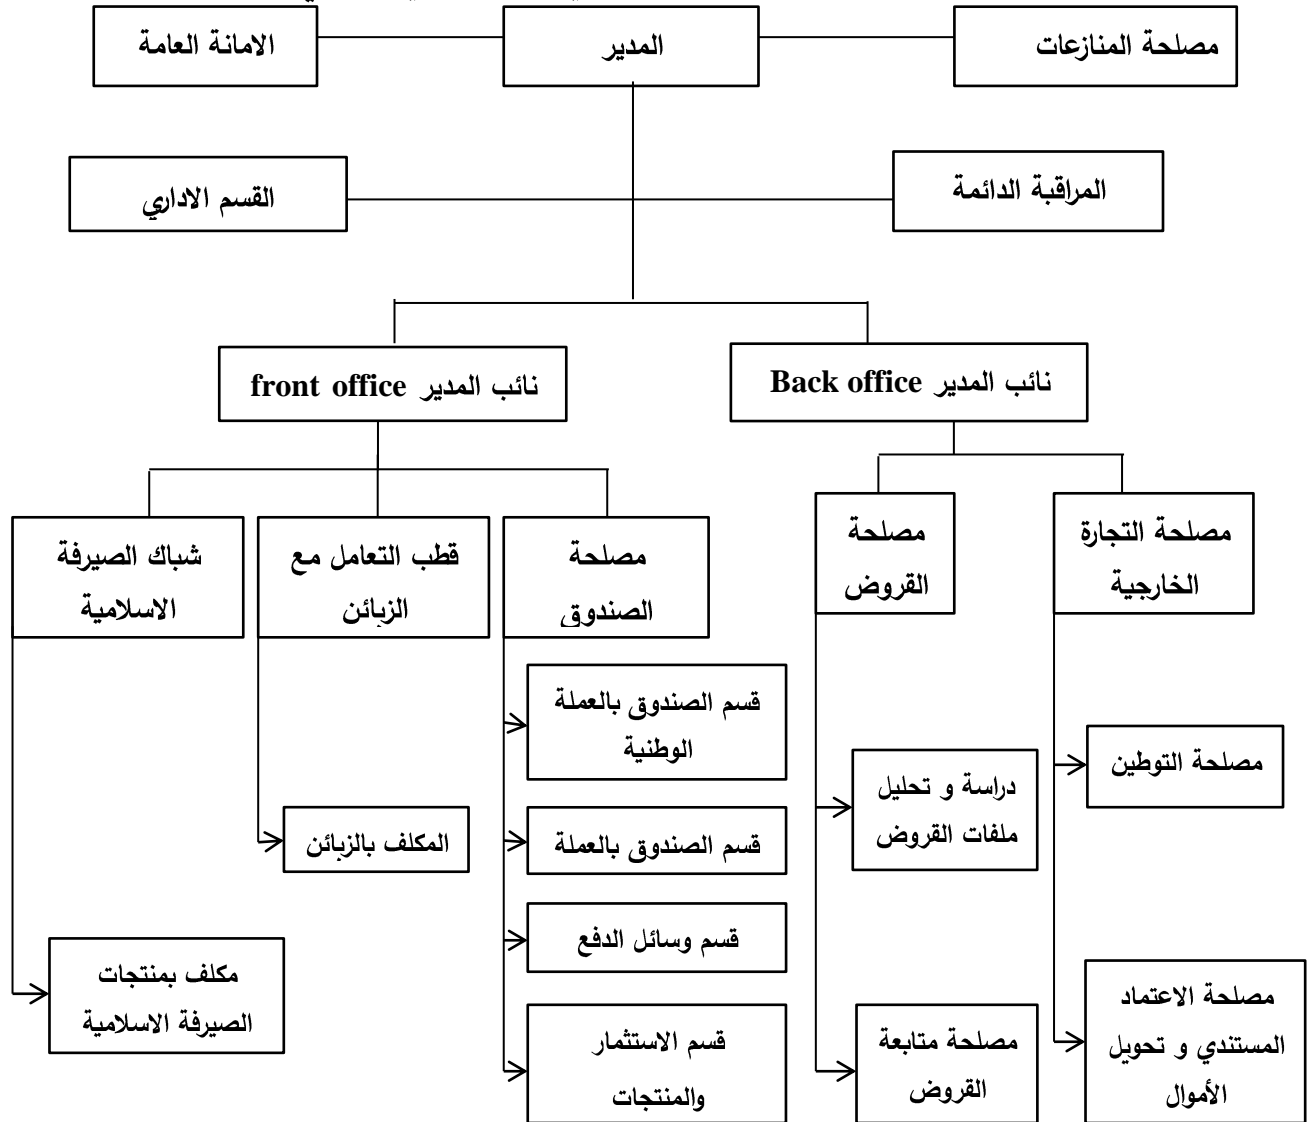 مصلحة المنازعات
المدير
الامانة العامة
المراقبة الدائمة
القسم الاداري
نائب المدير Back office
نائب المدير front office
مصلحة التجارة
الخارجية
مصلحة
القروض
مصلحة
الصندوق
قطب التعامل مع
الزبائن
شباك الصيرفة
الاسلامية
مصلحة التوطين
مصلحة الاعتماد
المستندي و تحويل
الأموال
دراسة و تحليل
ملفات القروض
مصلحة متابعة
القروض
قسم الصندوق بالعملة
الوطنية
قسم الصندوق بالعملة
قسم وسائل الدفع
قسم الاستثمار
والمنتجات
المكلف بالزبائن
مكلف بمنتجات
الصيرفة الاسلامية